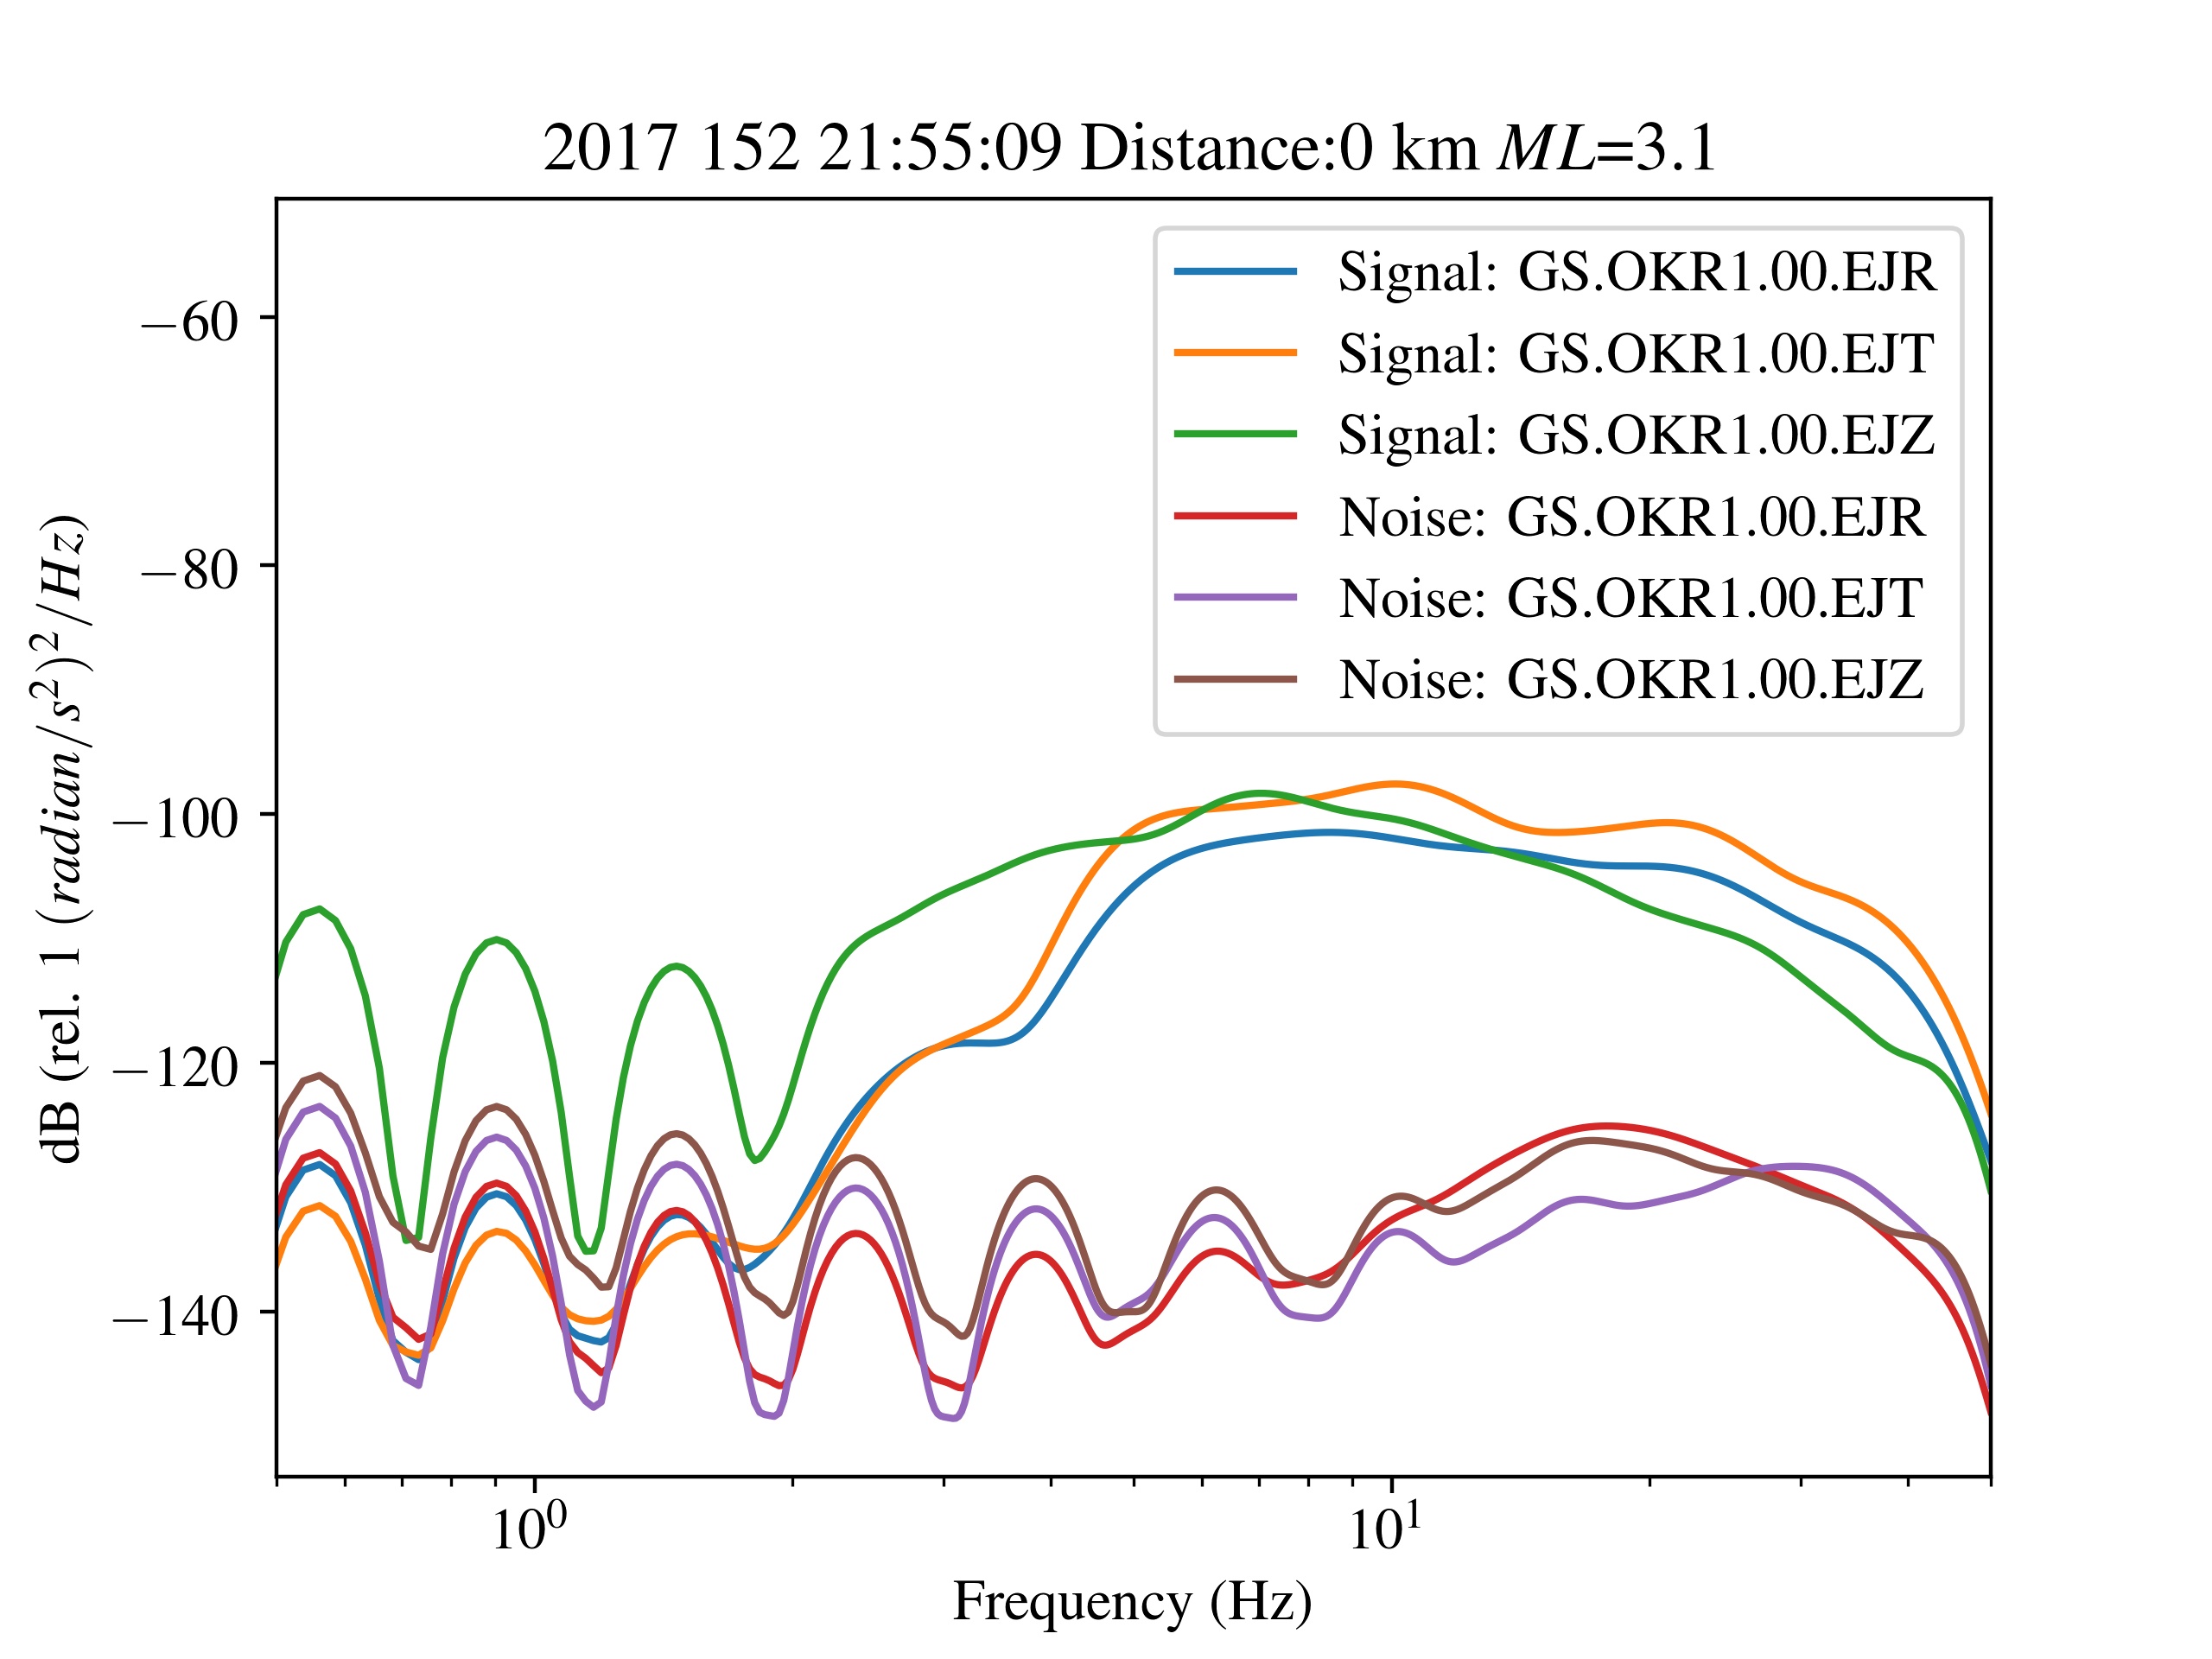 2017 152 21:55:09 Distance:0 km ML=3.1
Signal: GS.OKR1.00.EJR
Signal: GS.OKR1.00.EJT
Signal: GS.OKR1.00.EJZ
Noise: GS.OKR1.00.EJR
Noise: GS.OKR1.00.EJT
Noise: GS.OKR1.00.EJZ
dB (rel. 1 (radian/s²)²/Hz)
−60
−80
−100
−120
−140
10⁰
10¹
Frequency (Hz)